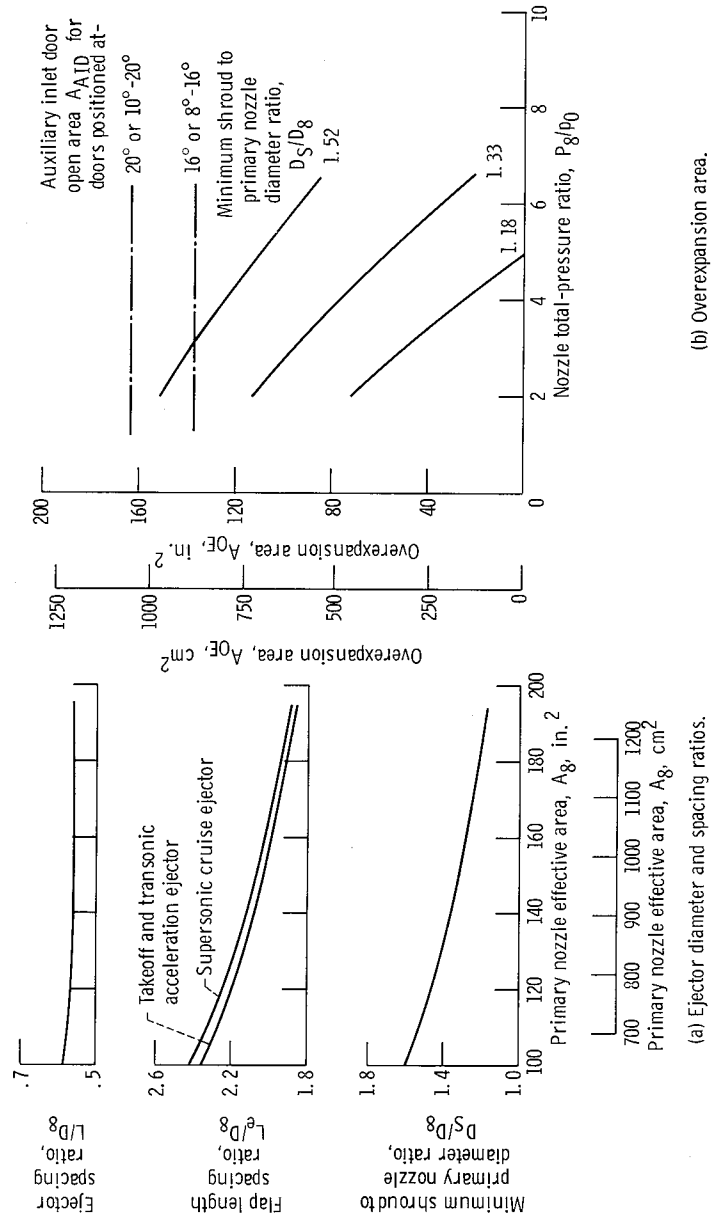 Ejector
spacing
ratio,
L/D8
.7
.5
Flap length
spacing
ratio,
Le/D8
2.6
2.2
1.8
Takeoff and transonic
acceleration ejector
Supersonic cruise ejector
Minimum shroud to
primary nozzle
diameter ratio,
DS/D8
1.8
1.4
1.0
100 120 140 160 180 200
Primary nozzle effective area, A8, in.2
700 800 900 1000 1100 1200
Primary nozzle effective area, A8, cm2
(a) Ejector diameter and spacing ratios.
Overexpansion area, AOE, cm2
1250
1000
750
500
250
0
Overexpansion area, AOE, in.2
200
160
120
80
40
0
Auxiliary inlet door
open area AAID for
doors positioned at-
20° or 10°-20°
16° or 8°-16°
Minimum shroud to
primary nozzle
diameter ratio,
DS/D8
1.52
1.33
1.18
0 2 4 6 8 10
Nozzle total-pressure ratio, P8/p0
(b) Overexpansion area.